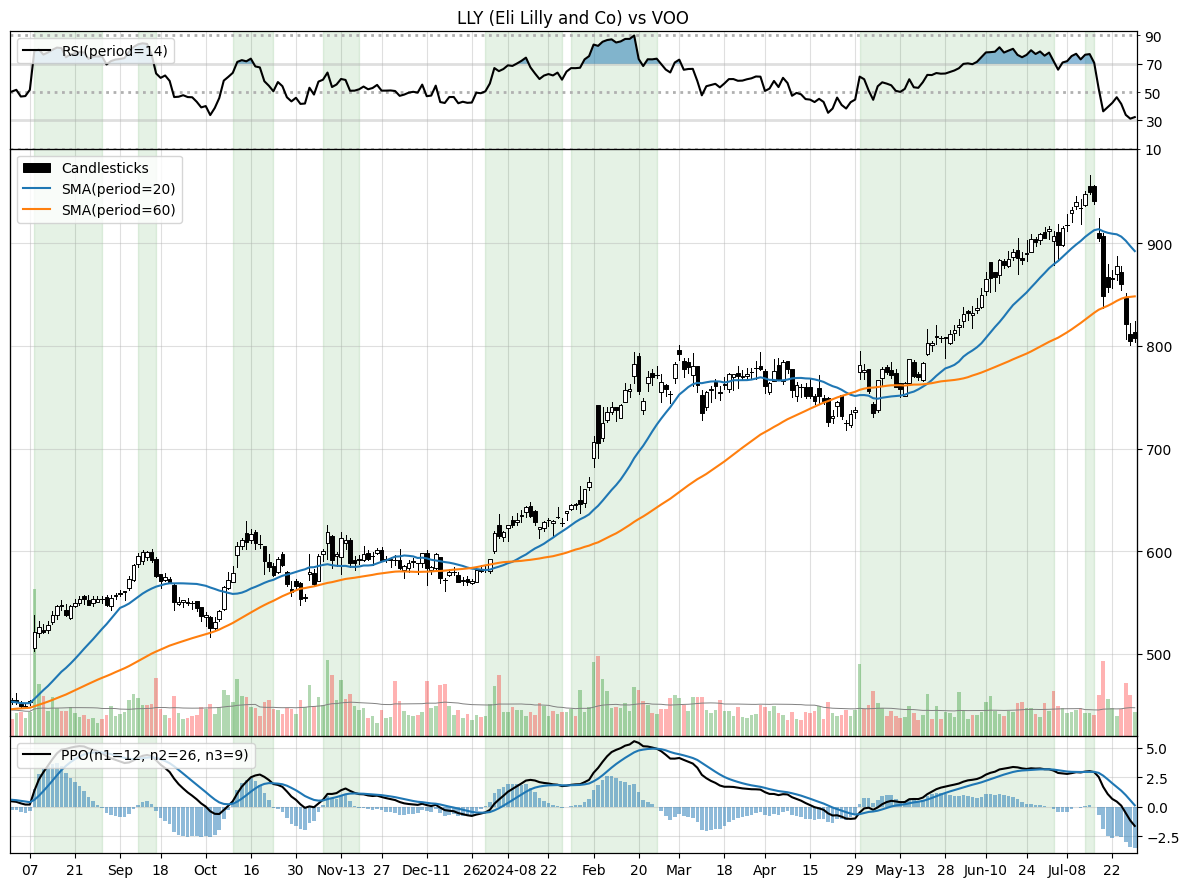 LLY (Eli Lilly and Co) vs VOO
RSI(period=14)
90
70
50
30
10
Candlesticks
SMA(period=20)
SMA(period=60)
900
800
700
600
500
PPO(n1=12, n2=26, n3=9)
5.0
2.5
0.0
−2.5
07 21 Sep 18 Oct 16 30 Nov-13 27 Dec-11 26 2024-08 22 Feb 20 Mar 18 Apr 15 29 May-13 28 Jun-10 24 Jul-08 22